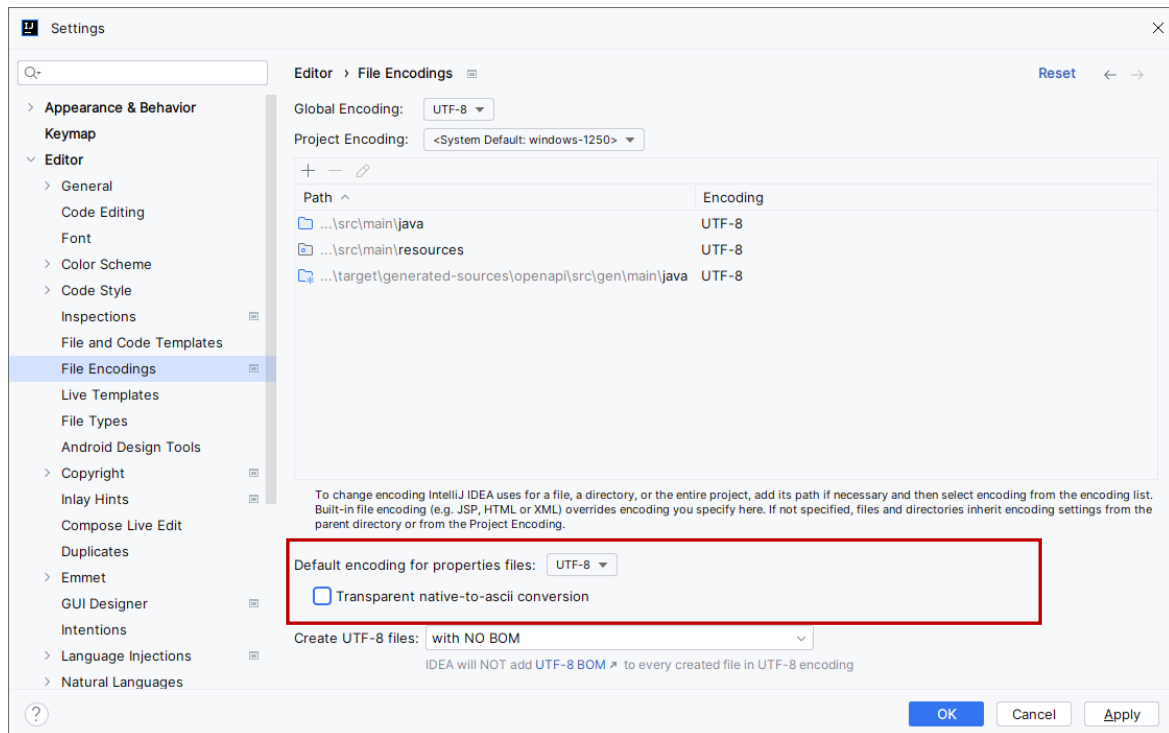 Settings
Appearance & Behavior
Keymap
Editor
General
Code Editing
Font
Color Scheme
Code Style
Inspections
File and Code Templates
File Encodings
Live Templates
File Types
Android Design Tools
Copyright
Inlay Hints
Compose Live Edit
Duplicates
Emmet
GUI Designer
Intentions
Language Injections
Natural Languages
Editor › File Encodings
Reset
Global Encoding: UTF-8
Project Encoding: <System Default: windows-1250>
Path Encoding
...\src\main\java UTF-8
...\src\main\resources UTF-8
...\target\generated-sources\openapi\src\gen\main\java UTF-8
To change encoding IntelliJ IDEA uses for a file, a directory, or the entire project, add its path if necessary and then select encoding from the encoding list.
Built-in file encoding (e.g. JSP, HTML or XML) overrides encoding you specify here. If not specified, files and directories inherit encoding settings from the
parent directory or from the Project Encoding.
Default encoding for properties files: UTF-8
Transparent native-to-ascii conversion
Create UTF-8 files: with NO BOM
IDEA will NOT add UTF-8 BOM ↗ to every created file in UTF-8 encoding
?
OK
Cancel
Apply